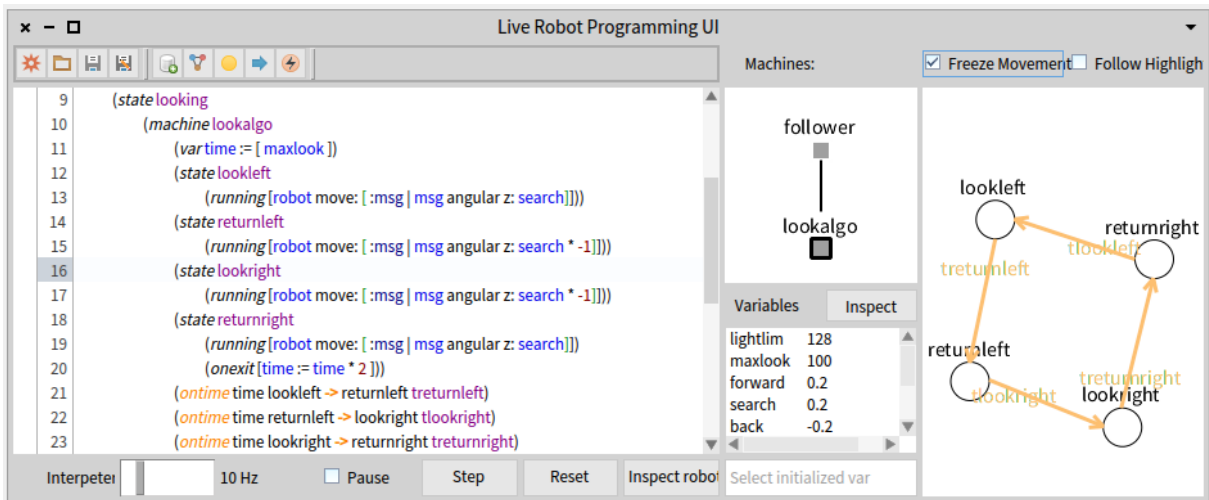 Live Robot Programming UI
Machines:
Freeze Movement
Follow Highligh
9 (state looking
10 (machine lookalgo
11 (var time := [ maxlook ])
12 (state lookleft
13 (running [robot move: [ :msg | msg angular z: search]]))
14 (state returnleft
15 (running [robot move: [ :msg | msg angular z: search * -1]]))
16 (state lookright
17 (running [robot move: [ :msg | msg angular z: search * -1]]))
18 (state returnright
19 (running [robot move: [ :msg | msg angular z: search]])
20 (onexit [time := time * 2 ]))
21 (ontime time lookleft -> returnleft treturnleft)
22 (ontime time returnleft -> lookright tlookright)
23 (ontime time lookright -> returnright treturnright)
follower
lookalgo
Variables
Inspect
lightlim 128
maxlook 100
forward 0.2
search 0.2
back -0.2
Select initialized var
lookleft
returnright
tlookleft
treturnleft
returnleft
treturnright
tlookright
lookright
Interpeter
10 Hz
Pause
Step
Reset
Inspect robot